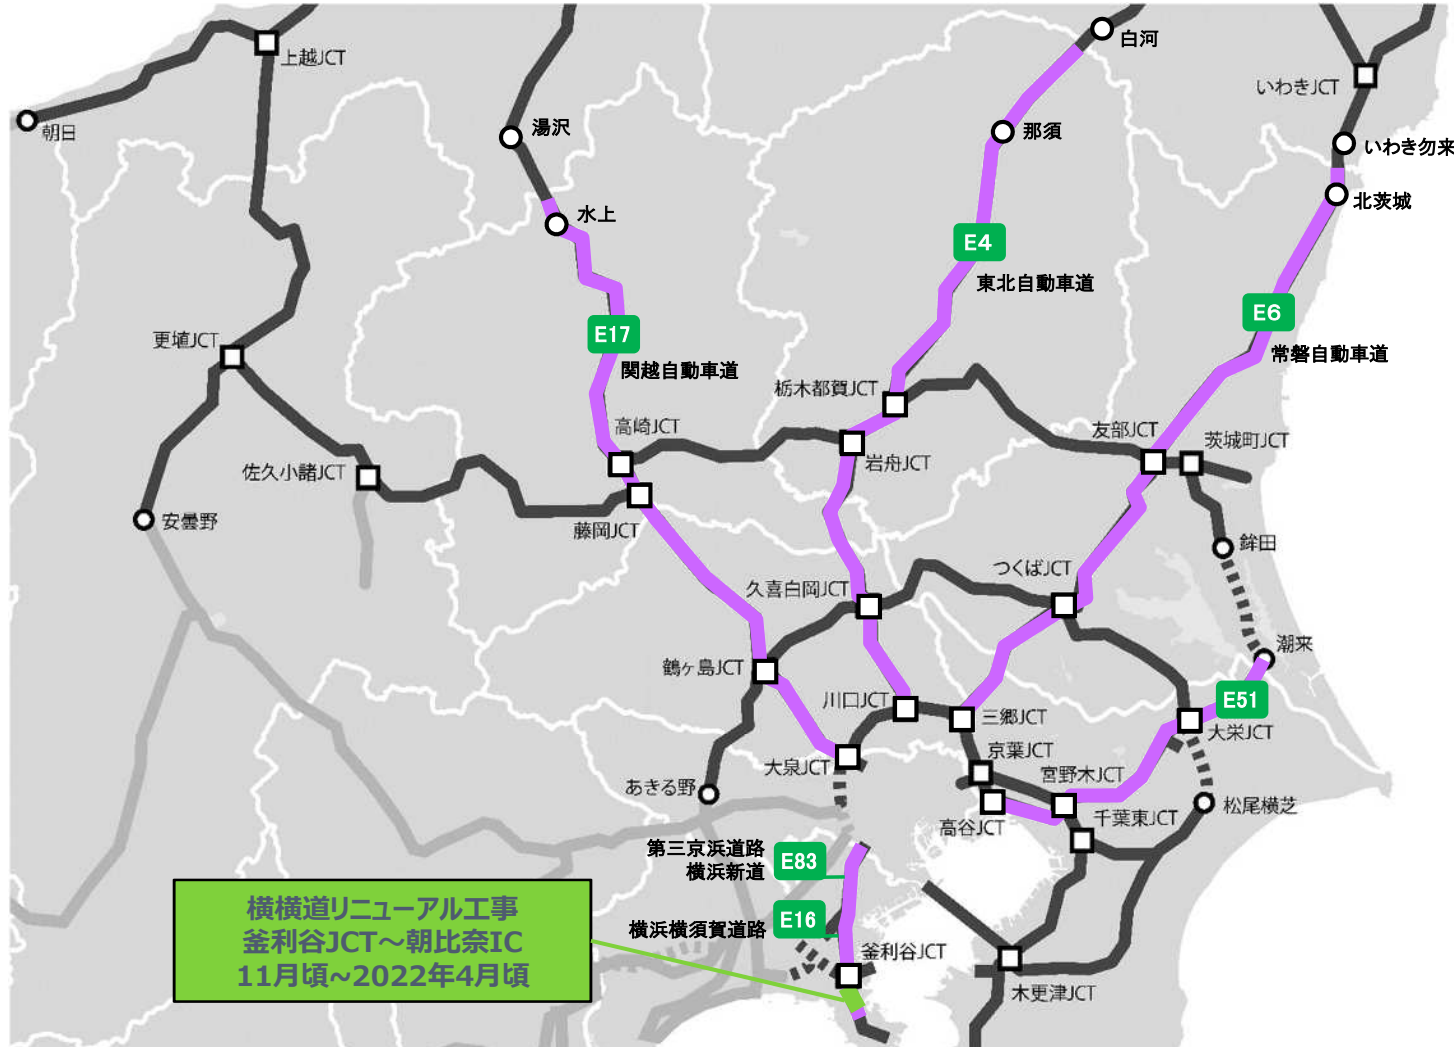 上越JCT
白河
いわきJCT
朝日
湯沢
那須
いわき勿来
水上
北茨城
E4
東北自動車道
E6
E17
更埴JCT
常磐自動車道
関越自動車道
栃木都賀JCT
高崎JCT
友部JCT
茨城町JCT
佐久小諸JCT
岩舟JCT
安曇野
藤岡JCT
鉾田
つくばJCT
久喜白岡JCT
潮来
鶴ヶ島JCT
川口JCT
三郷JCT
E51
大栄JCT
京葉JCT
大泉JCT
宮野木JCT
あきる野
松尾横芝
高谷JCT
千葉東JCT
第三京浜道路
横浜新道
E83
横浜横須賀道路
E16
横横道リニューアル工事
釜利谷JCT～朝比奈IC
11月頃~2022年4月頃
釜利谷JCT
木更津JCT